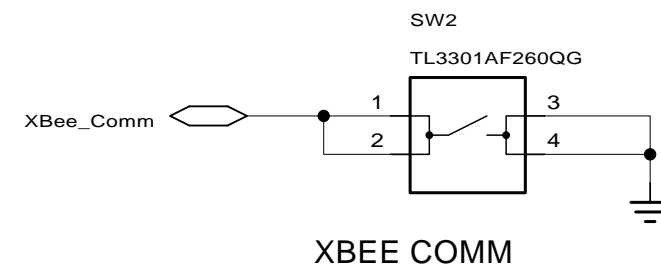 SW2
TL3301AF260QG
1
3
XBee_Comm
2
4
XBEE COMM